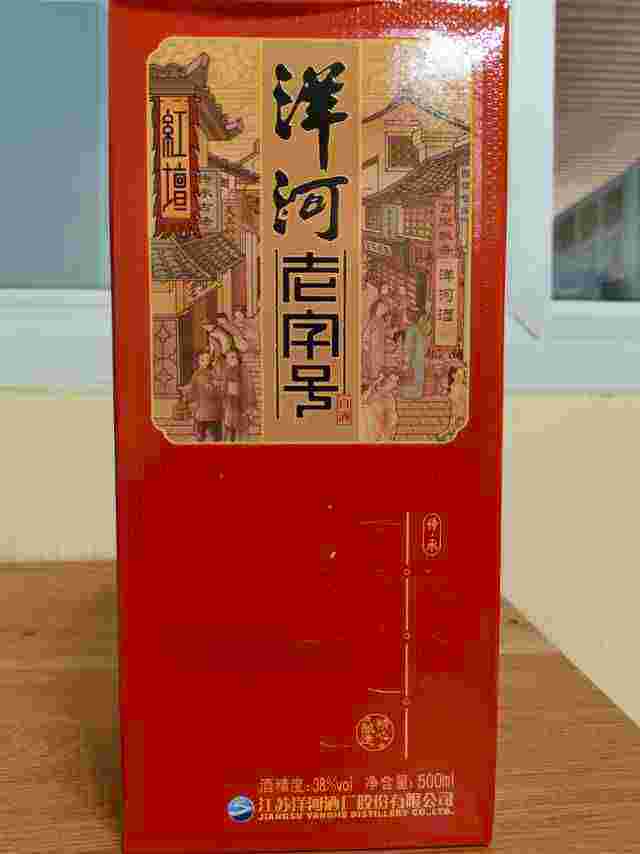 洋河
老字号
白酒
紅壇
洋河酒
传承
酒精度:38%vol 净含量:500ml
江苏洋河酒厂股份有限公司
JIANGSU YANGHE DISTILLERY CO.,LTD.